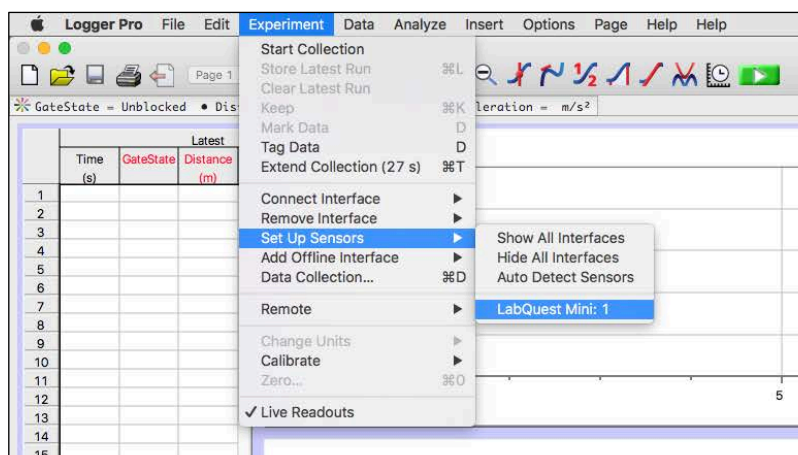 Logger Pro File Edit Experiment Data Analyze Insert Options Page Help Help
Page 1
GateState = Unblocked • Dis
leration = m/s²
Start Collection
Store Latest Run ⌘L
Clear Latest Run
Keep ⌘K
Mark Data D
Tag Data D
Extend Collection (27 s) ⌘T
Connect Interface
Remove Interface
Set Up Sensors
Add Offline Interface
Data Collection... ⌘D
Remote
Change Units
Calibrate
Zero... ⌘0
✓ Live Readouts
Show All Interfaces
Hide All Interfaces
Auto Detect Sensors
LabQuest Mini: 1
Latest
Time GateState Distance
(s) (m)
1
2
3
4
5
6
7
8
9
10
11
12
13
14
15
5